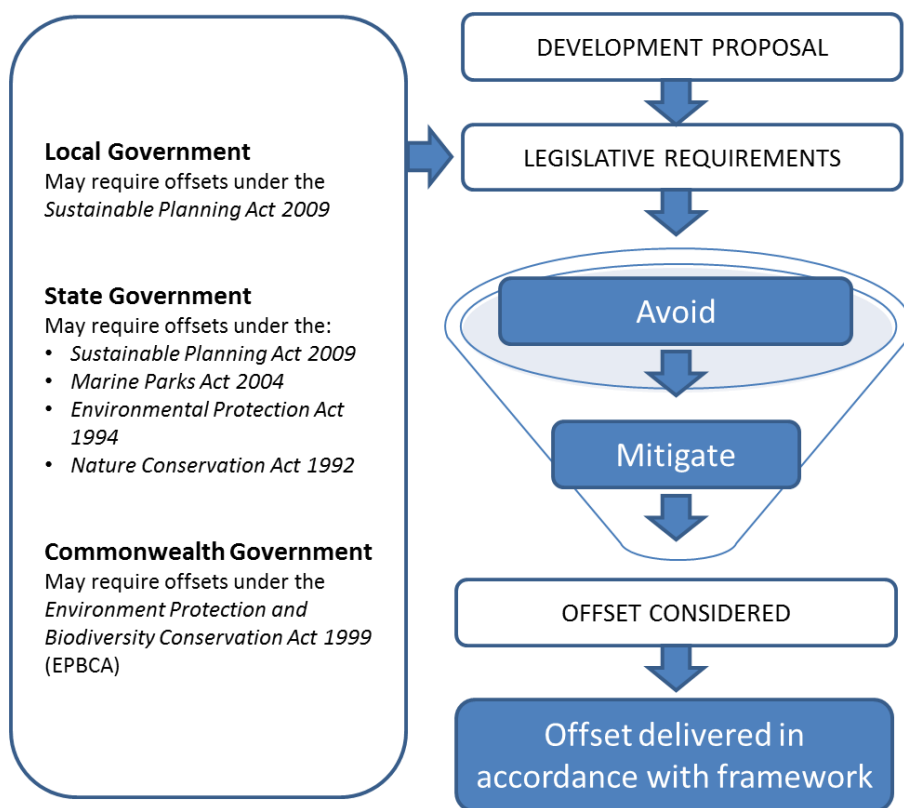 Local Government
May require offsets under the
Sustainable Planning Act 2009
State Government
May require offsets under the:
• Sustainable Planning Act 2009
• Marine Parks Act 2004
• Environmental Protection Act
1994
• Nature Conservation Act 1992
Commonwealth Government
May require offsets under the
Environment Protection and
Biodiversity Conservation Act 1999
(EPBCA)
DEVELOPMENT PROPOSAL
LEGISLATIVE REQUIREMENTS
Avoid
Mitigate
OFFSET CONSIDERED
Offset delivered in
accordance with framework